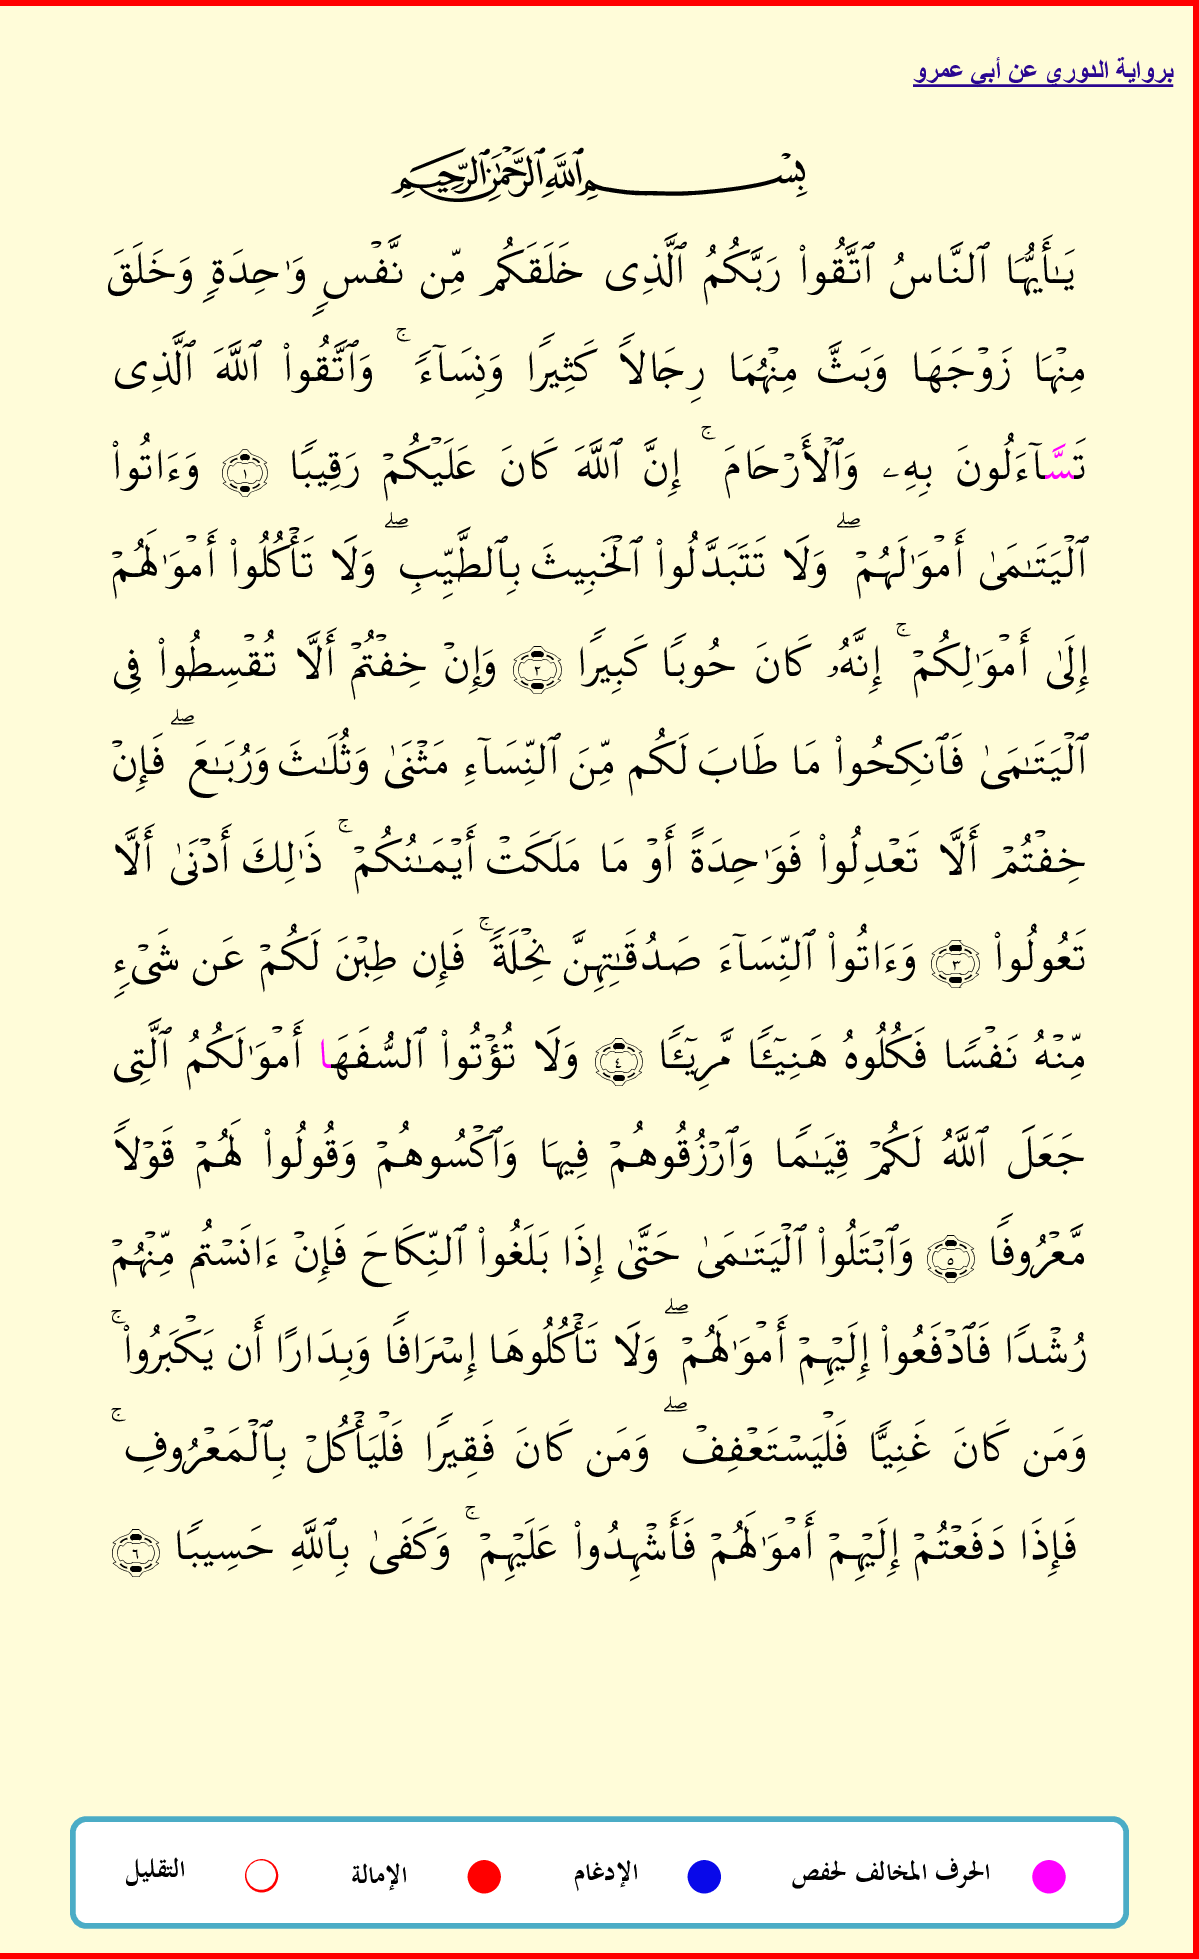 برواية الدوري عن أبي عمرو
بِسۡمِ ٱللَّهِ ٱلرَّحۡمَٰنِ ٱلرَّحِيمِ
يَـٰٓأَيُّهَا ٱلنَّاسُ ٱتَّقُواْ رَبَّكُمُ ٱلَّذِى خَلَقَكُم مِّن نَّفۡسٍ وَٰحِدَةٍ وَخَلَقَ
مِنۡهَا زَوۡجَهَا وَبَثَّ مِنۡهُمَا رِجَالاً كَثِيرًا وَنِسَآءً ۚ وَٱتَّقُواْ ٱللَّهَ ٱلَّذِى
تَسَّآءَلُونَ بِهِۦ وَٱلۡأَرۡحَامَ ۚ إِنَّ ٱللَّهَ كَانَ عَلَيۡكُمۡ رَقِيبًا ١ وَءَاتُواْ
ٱلۡيَتَـٰمَىٰ أَمۡوَٰلَهُمۡ ۖ وَلَا تَتَبَدَّلُواْ ٱلۡخَبِيثَ بِٱلطَّيِّبِ ۖ وَلَا تَأۡكُلُواْ أَمۡوَٰلَهُمۡ
إِلَىٰ أَمۡوَٰلِكُمۡ ۚ إِنَّهُۥ كَانَ حُوبًا كَبِيرًا ٢ وَإِنۡ خِفۡتُمۡ أَلَّا تُقۡسِطُواْ فِى
ٱلۡيَتَـٰمَىٰ فَٱنكِحُواْ مَا طَابَ لَكُم مِّنَ ٱلنِّسَآءِ مَثۡنَىٰ وَثُلَـٰثَ وَرُبَـٰعَ ۖ فَإِنۡ
خِفۡتُمۡ أَلَّا تَعۡدِلُواْ فَوَٰحِدَةً أَوۡ مَا مَلَكَتۡ أَيۡمَـٰنُكُمۡ ۚ ذَٰلِكَ أَدۡنَىٰ أَلَّا
تَعُولُواْ ٣ وَءَاتُواْ ٱلنِّسَآءَ صَدُقَـٰتِهِنَّ نِحۡلَةً ۚ فَإِن طِبۡنَ لَكُمۡ عَن شَىۡءٍ
مِّنۡهُ نَفۡسًا فَكُلُوهُ هَنِيٓـًٔا مَّرِيٓـًٔا ٤ وَلَا تُؤۡتُواْ ٱلسُّفَهَا أَمۡوَٰلَكُمُ ٱلَّتِى
جَعَلَ ٱللَّهُ لَكُمۡ قِيَـٰمًا وَٱرۡزُقُوهُمۡ فِيهَا وَٱكۡسُوهُمۡ وَقُولُواْ لَهُمۡ قَوۡلاً
مَّعۡرُوفًا ٥ وَٱبۡتَلُواْ ٱلۡيَتَـٰمَىٰ حَتَّىٰ إِذَا بَلَغُواْ ٱلنِّكَاحَ فَإِنۡ ءَانَسۡتُم مِّنۡهُمۡ
رُشۡدًا فَٱدۡفَعُواْ إِلَيۡهِمۡ أَمۡوَٰلَهُمۡ ۖ وَلَا تَأۡكُلُوهَا إِسۡرَافًا وَبِدَارًا أَن يَكۡبَرُواْ ۚ
وَمَن كَانَ غَنِيًّا فَلۡيَسۡتَعۡفِفۡ ۖ وَمَن كَانَ فَقِيرًا فَلۡيَأۡكُلۡ بِٱلۡمَعۡرُوفِ ۚ
فَإِذَا دَفَعۡتُمۡ إِلَيۡهِمۡ أَمۡوَٰلَهُمۡ فَأَشۡهِدُواْ عَلَيۡهِمۡ ۚ وَكَفَىٰ بِٱللَّهِ حَسِيبًا ٦
الحرف المخالف لحفص الإدغام الإمالة التقليل